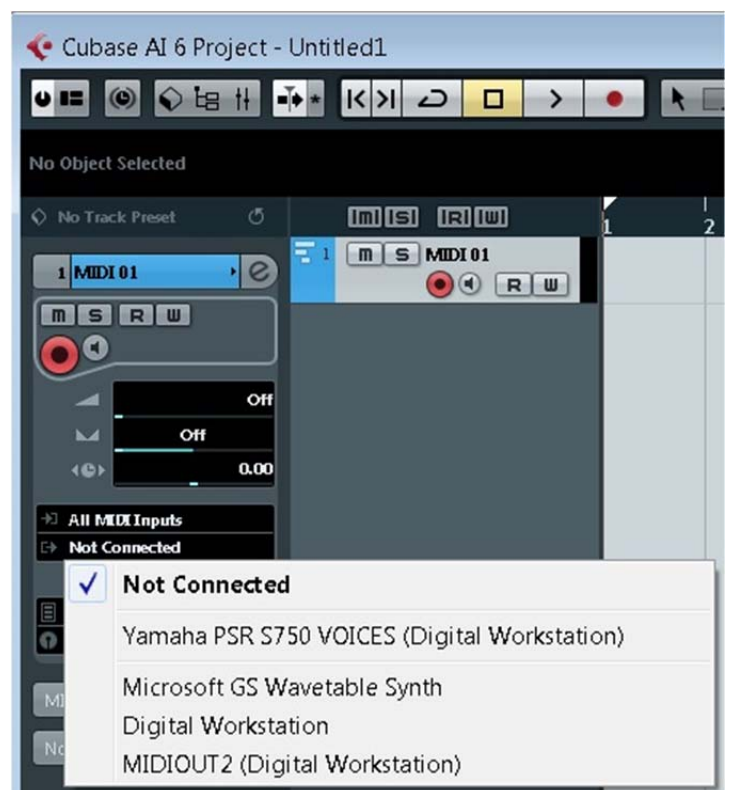 Cubase AI 6 Project - Untitled1
No Object Selected
No Track Preset
M S R W
1 2
1 MIDI 01 e
1 M S MIDI 01
R W
M S R W
Off
Off
0.00
All MIDI Inputs
Not Connected
Not Connected
Yamaha PSR S750 VOICES (Digital Workstation)
Microsoft GS Wavetable Synth
Digital Workstation
MIDIOUT2 (Digital Workstation)